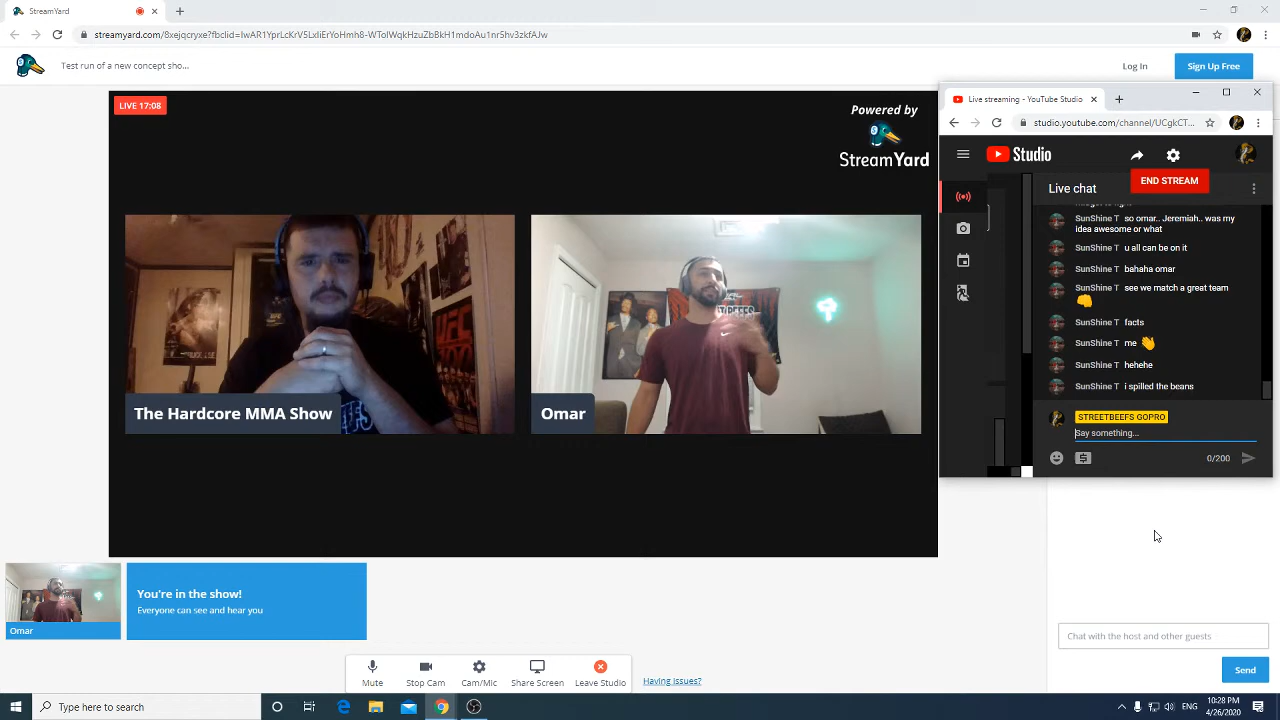 StreamYard
streamyard.com/8xejqcryxe?fbclid=IwAR1YprLcKrV5LxliErYoHmh8-WTolWqkHzuZbBkH1mdoAu1nr5hv3zkfAJw
Test run of a new concept sho...
Log In
Sign Up Free
LIVE 17:08
Powered by
StreamYard
The Hardcore MMA Show
Omar
UFC
Live streaming - YouTube Studio
studio.youtube.com/channel/UCgkCT...
Studio
END STREAM
Live chat
SunShine T so omar.. Jeremiah.. was my
idea awesome or what
SunShine T u all can be on it
SunShine T bahaha omar
SunShine T see we match a great team
👊
SunShine T facts
SunShine T me 👋
SunShine T hehehe
SunShine T i spilled the beans
STREETBEEFS GOPRO
Say something...
0/200
Omar
You're in the show!
Everyone can see and hear you
Chat with the host and other guests
Send
Mute
Stop Cam
Cam/Mic
Share Screen
Leave Studio
Having issues?
Type here to search
10:28 PM
4/26/2020